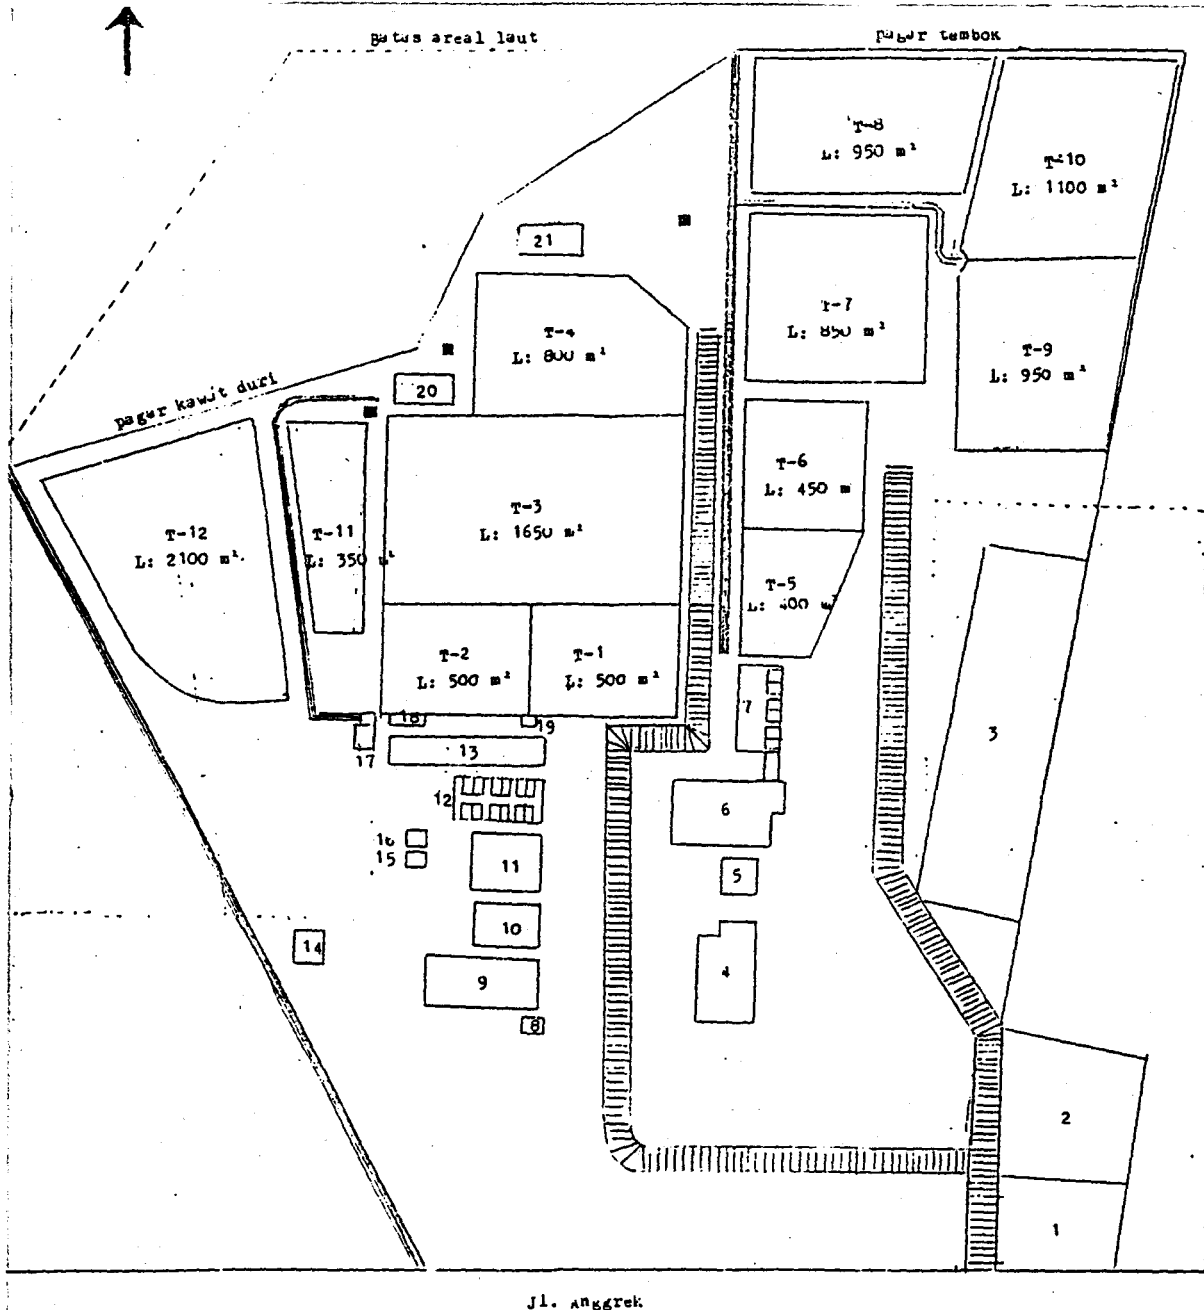 Batas areal laut
pagar tembok
T-8
L: 950 m²
T-10
L: 1100 m²
21
T-7
L: 850 m²
T-4
L: 800 m²
T-9
L: 950 m²
20
pagar kawat duri
T-6
L: 450 m
T-3
L: 1650 m²
T-12
L: 2100 m²
T-11
L: 350 m²
T-5
L: 400 m²
T-2
L: 500 m²
T-1
L: 500 m²
18
19
7
3
17
13
12
6
16
15
11
5
10
14
9
4
8
2
1
Jl. Anggrek